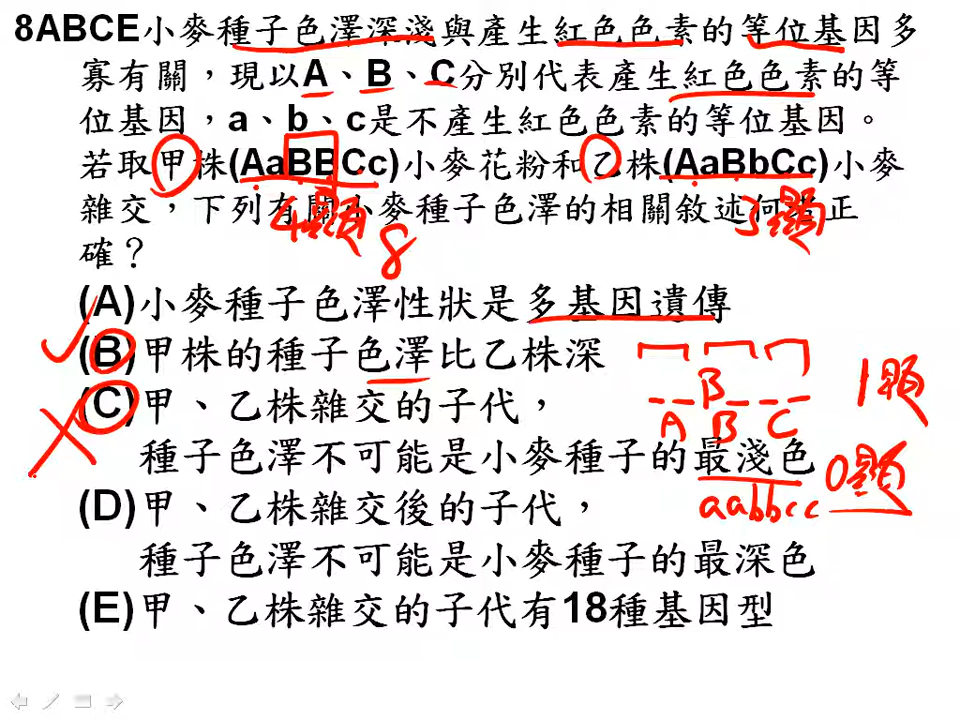 8ABCE小麥種子色澤深淺與產生紅色色素的等位基因多
寡有關，現以A、B、C分別代表產生紅色色素的等
位基因，a、b、c是不產生紅色色素的等位基因。
若取甲株(AaBBCc)小麥花粉和乙株(AaBbCc)小麥
雜交，下列有關小麥種子色澤的相關敘述何者正
4顆
3顆
8
確？
(A)小麥種子色澤性狀是多基因遺傳
(B)甲株的種子色澤比乙株深
B
1顆
(C)甲、乙株雜交的子代，
A B C
種子色澤不可能是小麥種子的最淺色
0顆
aabbcc
(D)甲、乙株雜交後的子代，
種子色澤不可能是小麥種子的最深色
(E)甲、乙株雜交的子代有18種基因型